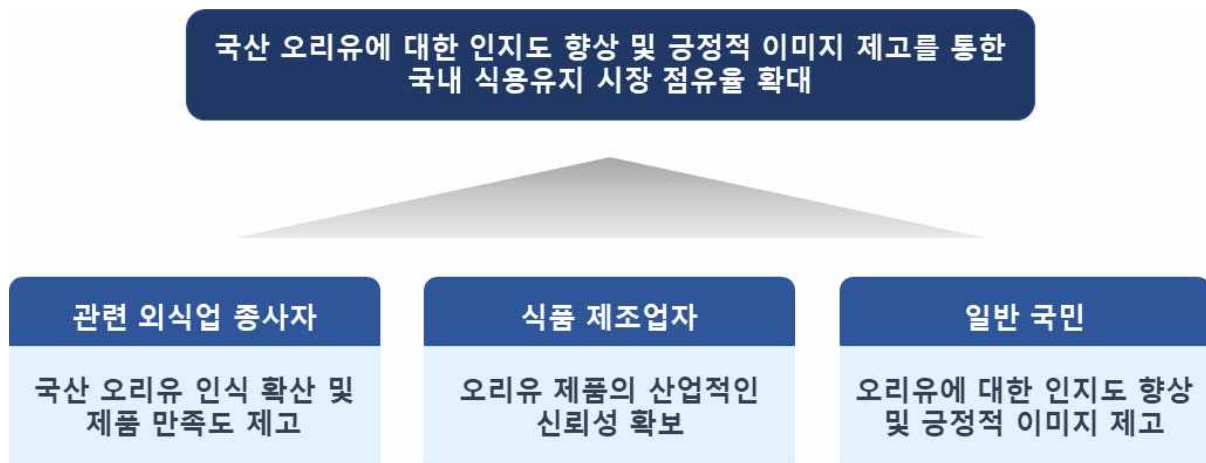 국산 오리유에 대한 인지도 향상 및 긍정적 이미지 제고를 통한
국내 식용유지 시장 점유율 확대
관련 외식업 종사자
국산 오리유 인식 확산 및
제품 만족도 제고
식품 제조업자
오리유 제품의 산업적인
신뢰성 확보
일반 국민
오리유에 대한 인지도 향상
및 긍정적 이미지 제고